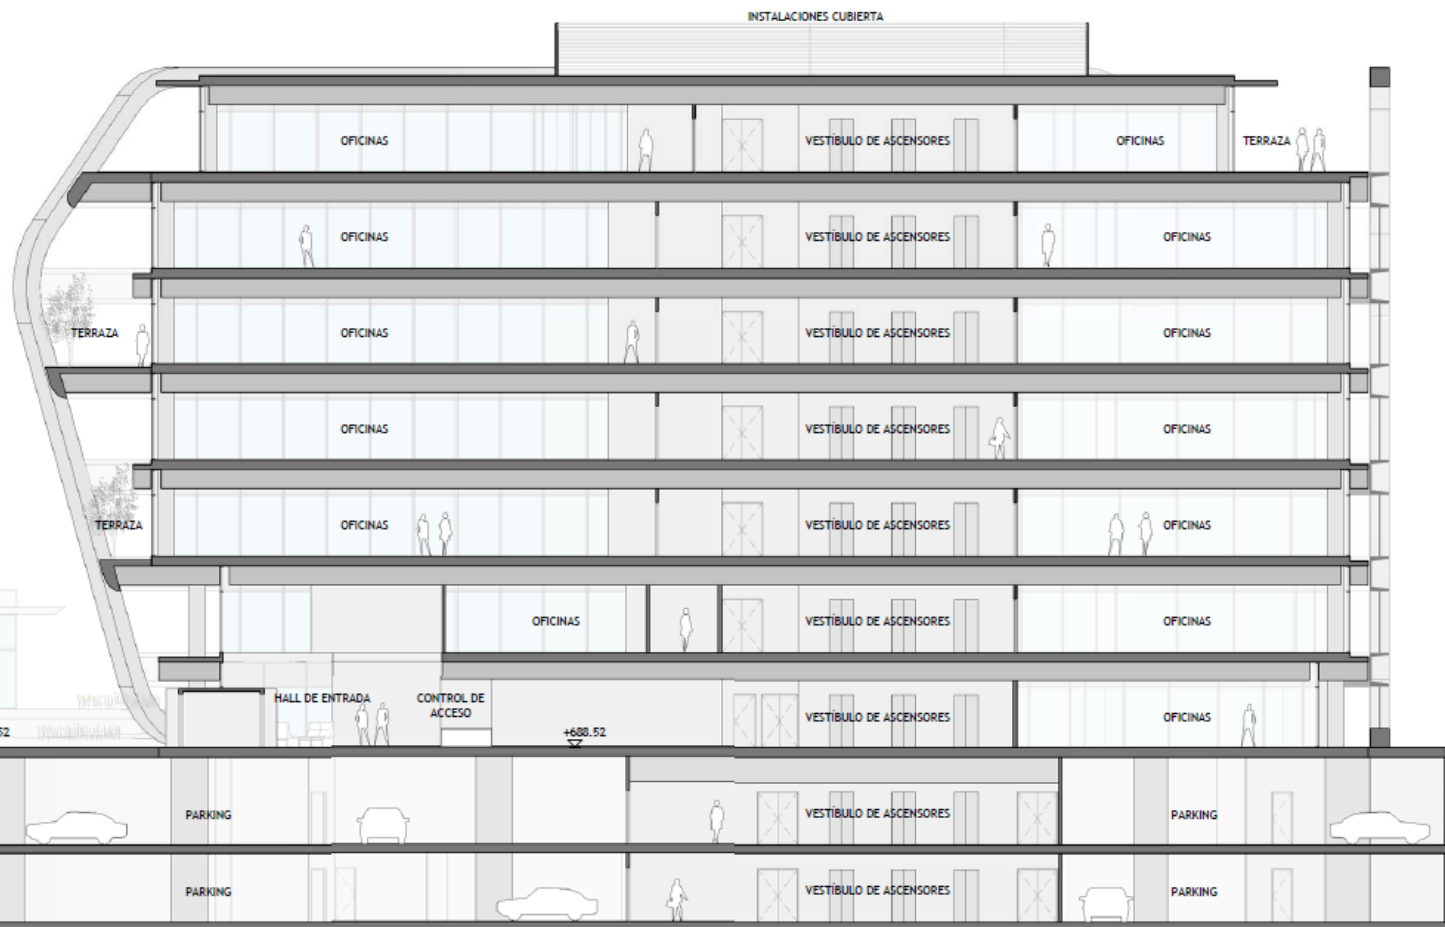 INSTALACIONES CUBIERTA
OFICINAS
VESTÍBULO DE ASCENSORES
OFICINAS
TERRAZA
OFICINAS
VESTÍBULO DE ASCENSORES
OFICINAS
TERRAZA
OFICINAS
VESTÍBULO DE ASCENSORES
OFICINAS
OFICINAS
VESTÍBULO DE ASCENSORES
OFICINAS
TERRAZA
OFICINAS
VESTÍBULO DE ASCENSORES
OFICINAS
OFICINAS
VESTÍBULO DE ASCENSORES
OFICINAS
HALL DE ENTRADA
CONTROL DE
ACCESO
VESTÍBULO DE ASCENSORES
OFICINAS
52
+688.52
PARKING
VESTÍBULO DE ASCENSORES
PARKING
PARKING
VESTÍBULO DE ASCENSORES
PARKING